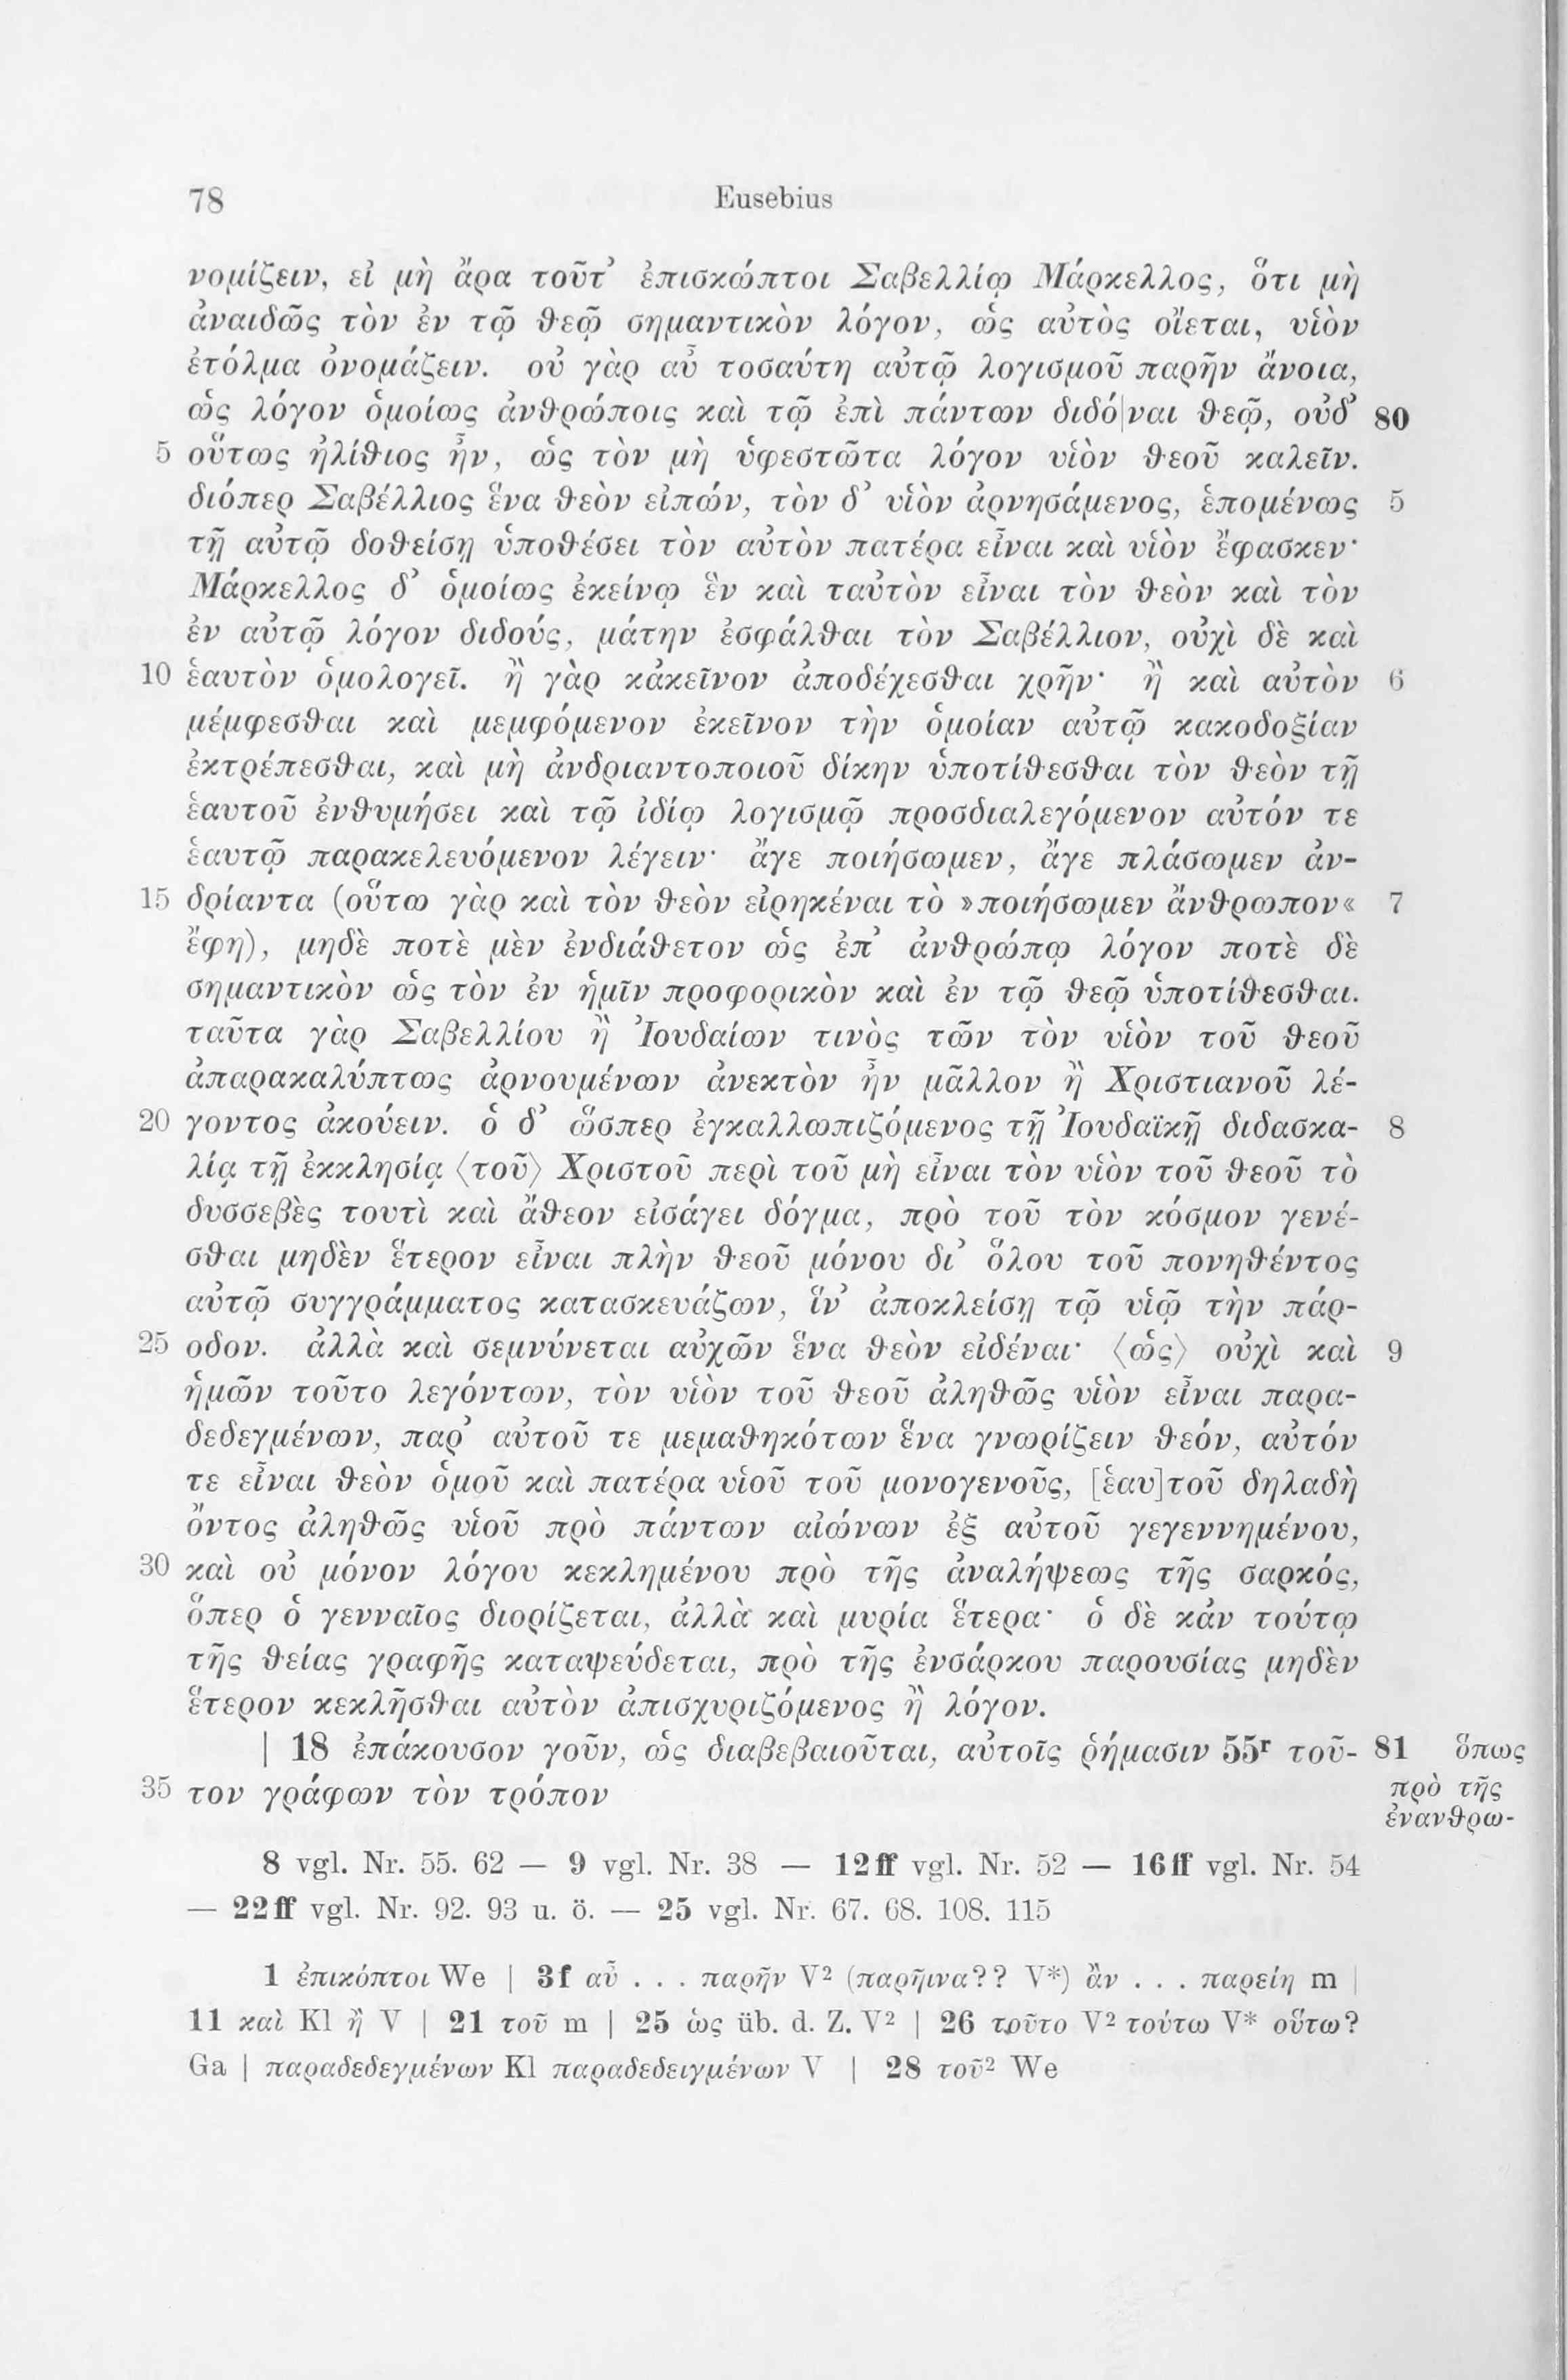 78 Eusebius
νομίζειν, εἰ μὴ ἄρα τοῦτ’ ἐπισκώπτοι Σαβελλίῳ Μάρκελλος, ὅτι μὴ
ἀναιδῶς τὸν ἐν τῷ θεῷ σημαντικὸν λόγον, ὡς αὐτὸς οἴεται, υἱὸν
ἐτόλμα ὀνομάζειν. οὐ γὰρ αὖ τοσαύτη αὐτῷ λογισμοῦ παρῆν ἄνοια,
ὡς λόγον ὁμοίως ἀνθρώποις καὶ τῷ ἐπὶ πάντων διδό|ναι θεῷ, οὐδ’ 80
5 οὕτως ἠλίθιος ἦν, ὡς τὸν μὴ ὑφεστῶτα λόγον υἱὸν θεοῦ καλεῖν.
διόπερ Σαβέλλιος ἕνα θεὸν εἰπών, τὸν δ’ υἱὸν ἀρνησάμενος, ἑπομένως 5
τῇ αὐτῷ δοθείσῃ ὑποθέσει τὸν αὐτὸν πατέρα εἶναι καὶ υἱὸν ἔφασκεν·
Μάρκελλος δ’ ὁμοίως ἐκείνῳ ἓν καὶ ταὐτὸν εἶναι τὸν θεὸν καὶ τὸν
ἐν αὐτῷ λόγον διδούς, μάτην ἐσφάλθαι τὸν Σαβέλλιον, οὐχὶ δὲ καὶ
10 ἑαυτὸν ὁμολογεῖ. ἢ γὰρ κἀκεῖνον ἀποδέχεσθαι χρῆν· ἢ καὶ αὐτὸν 6
μέμφεσθαι καὶ μεμφόμενον ἐκεῖνον τὴν ὁμοίαν αὐτῷ κακοδοξίαν
ἐκτρέπεσθαι, καὶ μὴ ἀνδριαντοποιοῦ δίκην ὑποτίθεσθαι τὸν θεὸν τῇ
ἑαυτοῦ ἐνθυμήσει καὶ τῷ ἰδίῳ λογισμῷ προσδιαλεγόμενον αὐτόν τε
ἑαυτῷ παρακελευόμενον λέγειν· ἄγε ποιήσωμεν, ἄγε πλάσωμεν ἀν-
15 δρίαντα (οὕτω γὰρ καὶ τὸν θεὸν εἰρηκέναι τὸ »ποιήσωμεν ἄνθρωπον« 7
ἔφη), μηδὲ ποτὲ μὲν ἐνδιάθετον ὡς ἐπ’ ἀνθρώπῳ λόγον ποτὲ δὲ
σημαντικὸν ὡς τὸν ἐν ἡμῖν προφορικὸν καὶ ἐν τῷ θεῷ ὑποτίθεσθαι.
ταῦτα γὰρ Σαβελλίου ἢ Ἰουδαίων τινὸς τῶν τὸν υἱὸν τοῦ θεοῦ
ἀπαρακαλύπτως ἀρνουμένων ἀνεκτὸν ἦν μᾶλλον ἢ Χριστιανοῦ λέ-
20 γοντος ἀκούειν. ὁ δ’ ὥσπερ ἐγκαλλωπιζόμενος τῇ Ἰουδαϊκῇ διδασκα- 8
λίᾳ τῇ ἐκκλησίᾳ ⟨τοῦ⟩ Χριστοῦ περὶ τοῦ μὴ εἶναι τὸν υἱὸν τοῦ θεοῦ τὸ
δυσσεβὲς τουτὶ καὶ ἄθεον εἰσάγει δόγμα, πρὸ τοῦ τὸν κόσμον γενέ-
σθαι μηδὲν ἕτερον εἶναι πλὴν θεοῦ μόνου δι’ ὅλου τοῦ πονηθέντος
αὐτῷ συγγράμματος κατασκευάζων, ἵν’ ἀποκλείσῃ τῷ υἱῷ τὴν πάρ-
25 οδον. ἀλλὰ καὶ σεμνύνεται αὐχῶν ἕνα θεὸν εἰδέναι· ⟨ὡς⟩ οὐχὶ καὶ 9
ἡμῶν τοῦτο λεγόντων, τὸν υἱὸν τοῦ θεοῦ ἀληθῶς υἱὸν εἶναι παρα-
δεδεγμένων, παρ’ αὐτοῦ τε μεμαθηκότων ἕνα γνωρίζειν θεόν, αὐτόν
τε εἶναι θεὸν ὁμοῦ καὶ πατέρα υἱοῦ τοῦ μονογενοῦς, [ἑαυ]τοῦ δηλαδὴ
ὄντος ἀληθῶς υἱοῦ πρὸ πάντων αἰώνων ἐξ αὐτοῦ γεγεννημένου,
30 καὶ οὐ μόνον λόγου κεκλημένου πρὸ τῆς ἀναλήψεως τῆς σαρκός,
ὅπερ ὁ γενναῖος διορίζεται, ἀλλὰ καὶ μυρία ἕτερα· ὁ δὲ κἀν τούτῳ
τῆς θείας γραφῆς καταψεύδεται, πρὸ τῆς ἐνσάρκου παρουσίας μηδὲν
ἕτερον κεκλῆσθαι αὐτὸν ἀπισχυριζόμενος ἢ λόγον.
| 18 ἐπάκουσον γοῦν, ὡς διαβεβαιοῦται, αὐτοῖς ῥήμασιν 55r τοῦ- 81 ὅπως
35 τον γράφων τὸν τρόπον πρὸ τῆς
ἐνανθρω-
8 vgl. Nr. 55. 62 — 9 vgl. Nr. 38 — 12ff vgl. Nr. 52 — 16ff vgl. Nr. 54
— 22ff vgl. Nr. 92. 93 u. ö. — 25 vgl. Nr. 67. 68. 108. 115
1 ἐπικόπτοι We | 3f αὖ . . . παρῆν V² (παρῆινα?? V*) ἂν . . . παρείη m |
11 καὶ Kl ἢ V | 21 τοῦ m | 25 ὡς üb. d. Z. V² | 26 τοῦτο V² τούτω V* οὕτω?
Ga | παραδεδεγμένων Kl παραδεδειγμένων V | 28 τοῦ² We